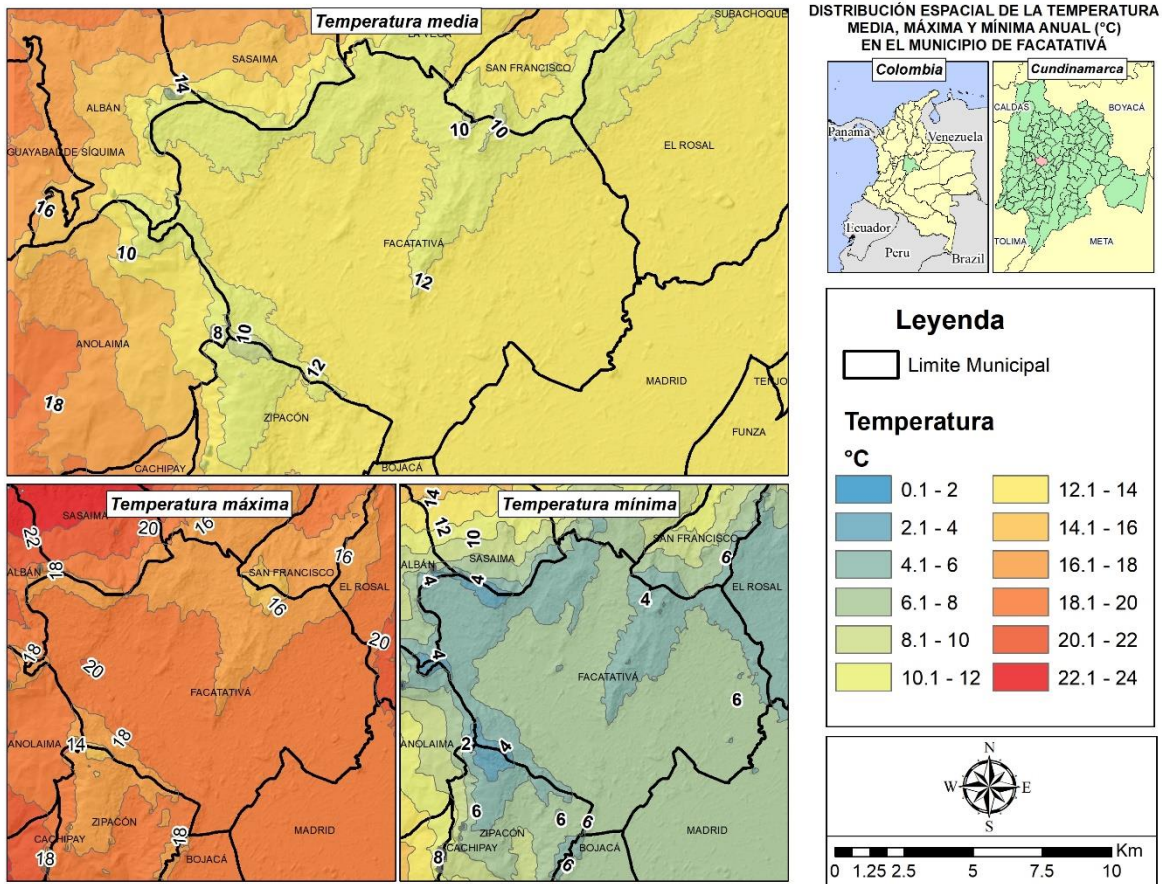 Temperatura media
SUBACHOQUE
LA VEGA
SASAIMA
SAN FRANCISCO
14
ALBÁN
10
10
EL ROSAL
GUAYABAL DE SÍQUIMA
16
10
FACATATIVÁ
12
8
10
ANOLAIMA
12
MADRID
TENJO
18
ZIPACÓN
FUNZA
CACHIPAY
BOJACÁ
Temperatura máxima
SASAIMA
20
16
22
16
ALBÁN
18
SAN FRANCISCO
EL ROSAL
16
18
20
20
FACATATIVÁ
ANOLAIMA
14
18
ZIPACÓN
MADRID
CACHIPAY
18
18
BOJACÁ
Temperatura mínima
14
12
10
SAN FRANCISCO
6
SASAIMA
ALBÁN
4
4
EL ROSAL
4
4
FACATATIVÁ
6
ANOLAIMA
2
4
6
6
6
ZIPACÓN
MADRID
CACHIPAY
BOJACÁ
8
6
DISTRIBUCIÓN ESPACIAL DE LA TEMPERATURA
MEDIA, MÁXIMA Y MÍNIMA ANUAL (°C)
EN EL MUNICIPIO DE FACATATIVÁ
Colombia
Panama
Venezuela
Ecuador
Peru
Brazil
Cundinamarca
CALDAS
BOYACÁ
TOLIMA
META
Leyenda
Limite Municipal
Temperatura
°C
0.1 - 2
2.1 - 4
4.1 - 6
6.1 - 8
8.1 - 10
10.1 - 12
12.1 - 14
14.1 - 16
16.1 - 18
18.1 - 20
20.1 - 22
22.1 - 24
N
W E
S
Km
0 1.25 2.5 5 7.5 10